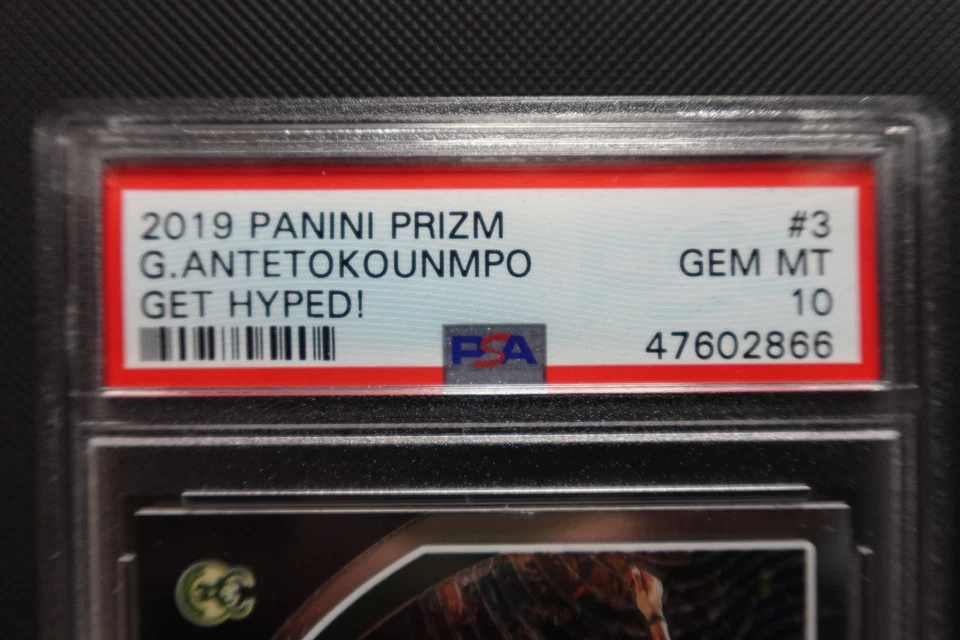 2019 PANINI PRIZM #3
G.ANTETOKOUNMPO GEM MT
GET HYPED! 10
PSA 47602866